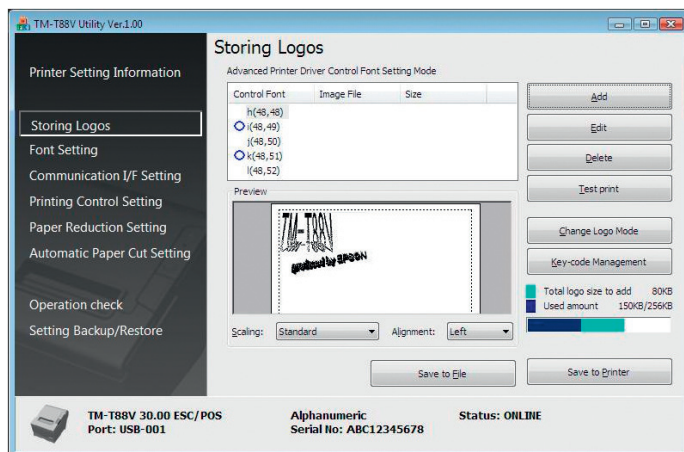 TM-T88V Utility Ver.1.00
Printer Setting Information
Storing Logos
Font Setting
Communication I/F Setting
Printing Control Setting
Paper Reduction Setting
Automatic Paper Cut Setting
Operation check
Setting Backup/Restore
Storing Logos
Advanced Printer Driver Control Font Setting Mode
Control Font Image File Size
h(48,48)
i(48,49)
j(48,50)
k(48,51)
l(48,52)
Preview
TM-T88V
produced by EPSON
Scaling: Standard Alignment: Left
Add
Edit
Delete
Test print
Change Logo Mode
Key-code Management
Total logo size to add 80KB
Used amount 150KB/256KB
Save to File
Save to Printer
TM-T88V 30.00 ESC/POS Alphanumeric Status: ONLINE
Port: USB-001 Serial No: ABC12345678